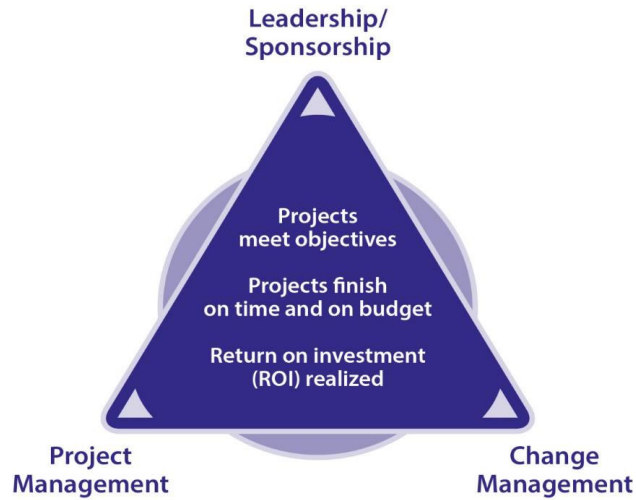 Leadership/
Sponsorship
Projects
meet objectives
Projects finish
on time and on budget
Return on investment
(ROI) realized
Project
Management
Change
Management